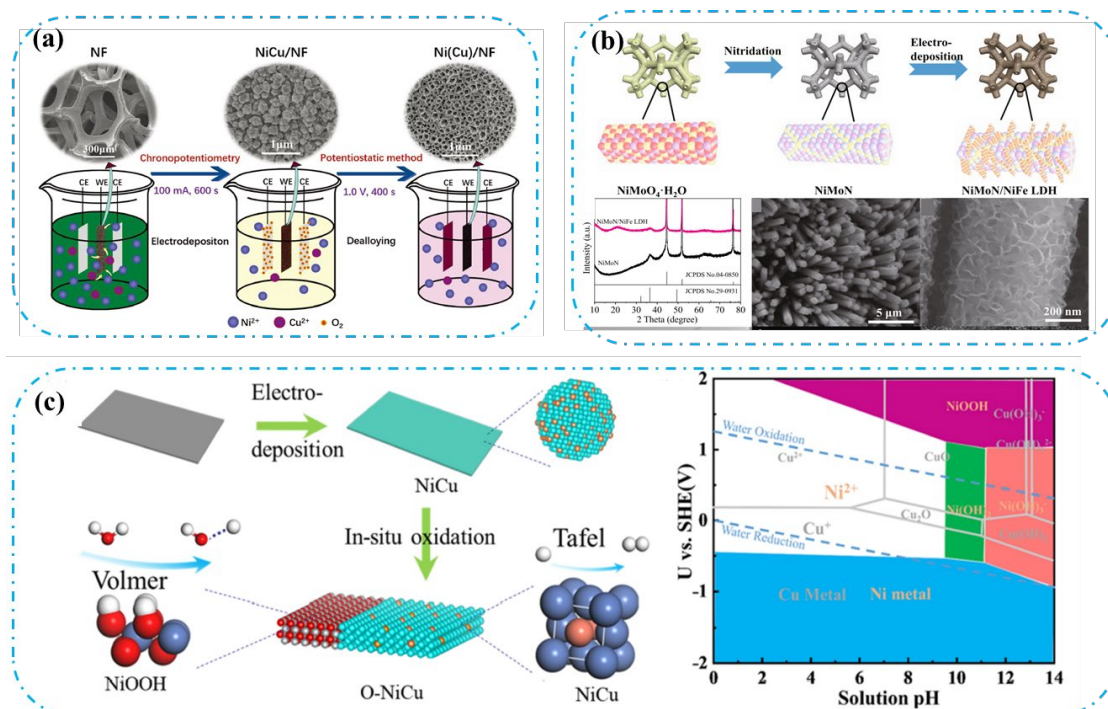 (a)
NF
NiCu/NF
Ni(Cu)/NF
300μm
1μm
1μm
Chronopotentiometry
Potentiostatic method
CE WE CE
100 mA, 600 s
CE WE CE
1.0 V, 400 s
CE WE CE
Electrodepositon
Dealloying
Ni²⁺
Cu²⁺
O₂
(b)
Nitridation
Electro-
deposition
NiMoO₄·H₂O
NiMoN
NiMoN/NiFe LDH
Intensity (a.u.)
NiMoN/NiFe LDH
NiMoN
JCPDS No.04-0850
JCPDS No.29-0931
10 20 30 40 50 60 70 80
2 Theta (degree)
5 μm
200 nm
(c)
Electro-
deposition
NiCu
In-situ oxidation
Volmer
Tafel
NiOOH
O-NiCu
NiCu
U vs. SHE(V)
2
1
0
-1
-2
NiOOH
Water Oxidation
Cu²⁺
CuO
Ni²⁺
Cu₂O
Cu⁺
Water Reduction
Cu Metal
Ni metal
0 2 4 6 8 10 12 14
Solution pH